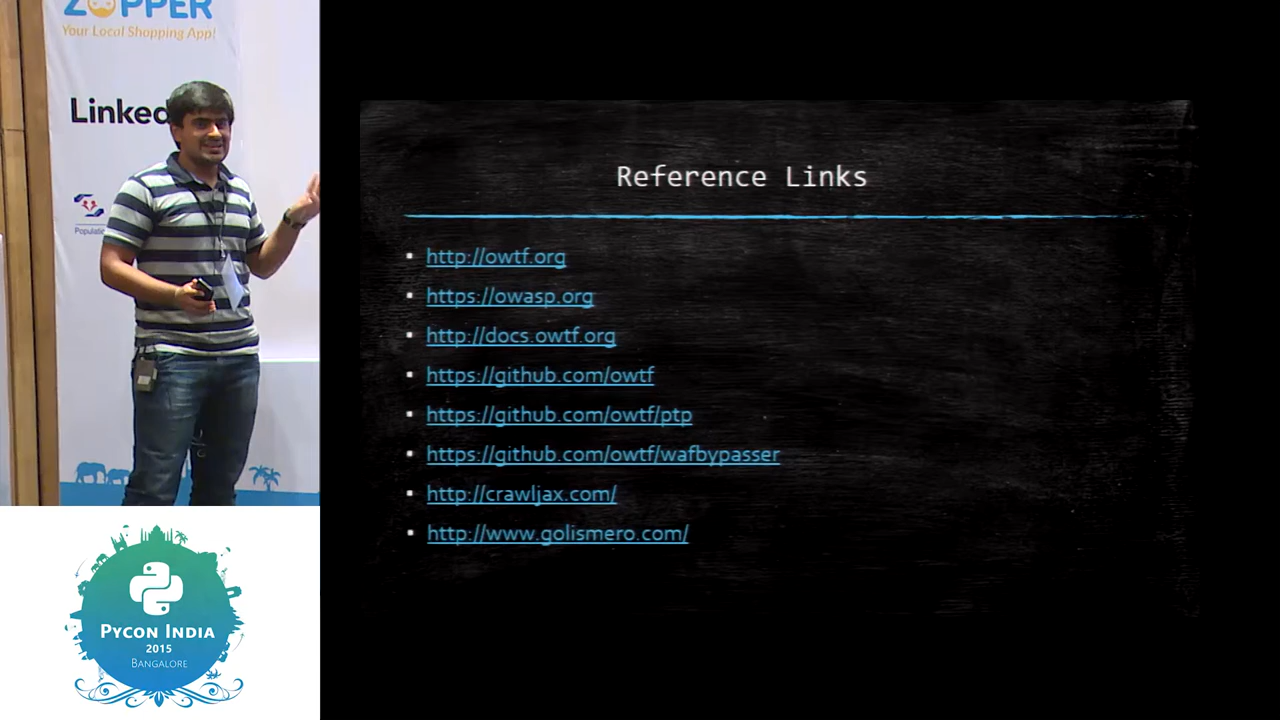 ZOPPER
Your Local Shopping App!
Linked
Populati
Reference Links
http://owtf.org
https://owasp.org
http://docs.owtf.org
https://github.com/owtf
https://github.com/owtf/ptp
https://github.com/owtf/wafbypasser
http://crawljax.com/
http://www.golismero.com/
PYCON INDIA
2015
BANGALORE